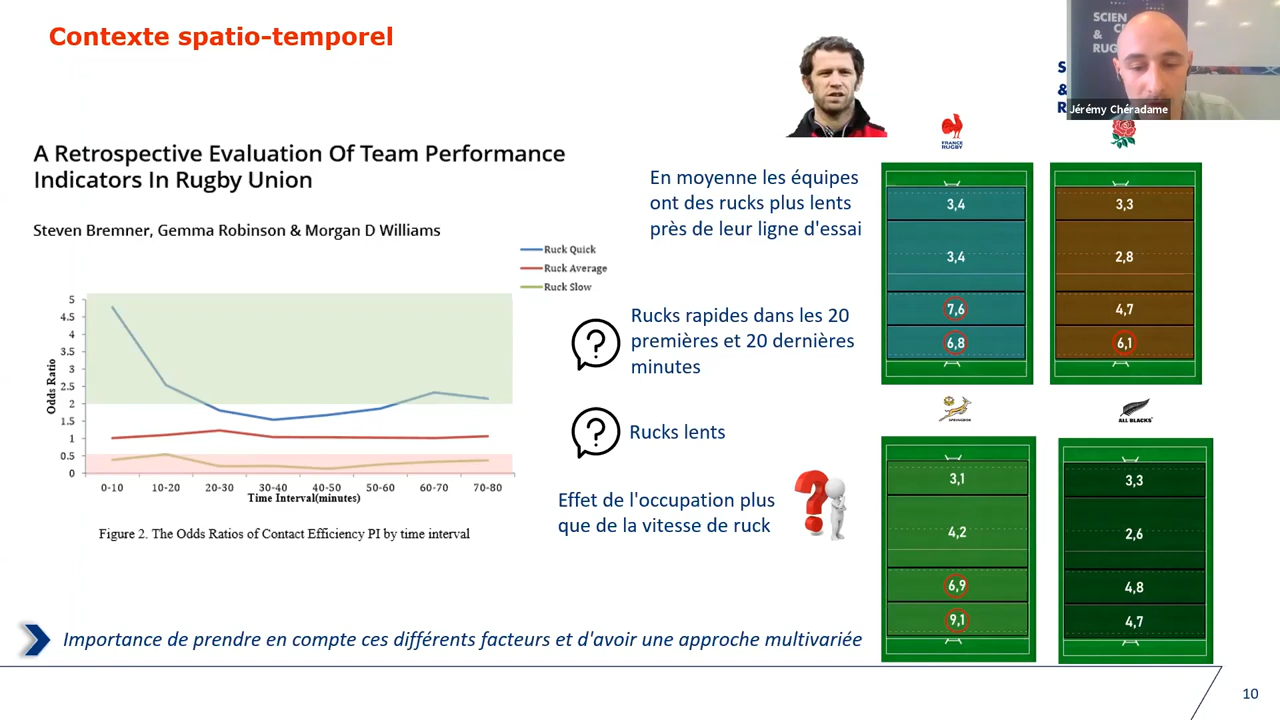 Contexte spatio-temporel
SCIEN
CE
&
RUG
S
&
R
Jérémy Chéradame
A Retrospective Evaluation Of Team Performance
Indicators In Rugby Union
Steven Bremner, Gemma Robinson & Morgan D Williams
Ruck Quick
Ruck Average
Ruck Slow
Odds Ratio
5
4.5
4
3.5
3
2.5
2
1.5
1
0.5
0
0-10
10-20
20-30
30-40
40-50
50-60
60-70
70-80
Time Interval(minutes)
Figure 2. The Odds Ratios of Contact Efficiency PI by time interval
En moyenne les équipes
ont des rucks plus lents
près de leur ligne d'essai
?
Rucks rapides dans les 20
premières et 20 dernières
minutes
?
Rucks lents
Effet de l'occupation plus
que de la vitesse de ruck
?
FRANCE
RUGBY
3,4
3,4
7,6
6,8
3,3
2,8
4,7
6,1
SPRINGBOK
3,1
4,2
6,9
9,1
ALL BLACKS
3,3
2,6
4,8
4,7
Importance de prendre en compte ces différents facteurs et d'avoir une approche multivariée
10